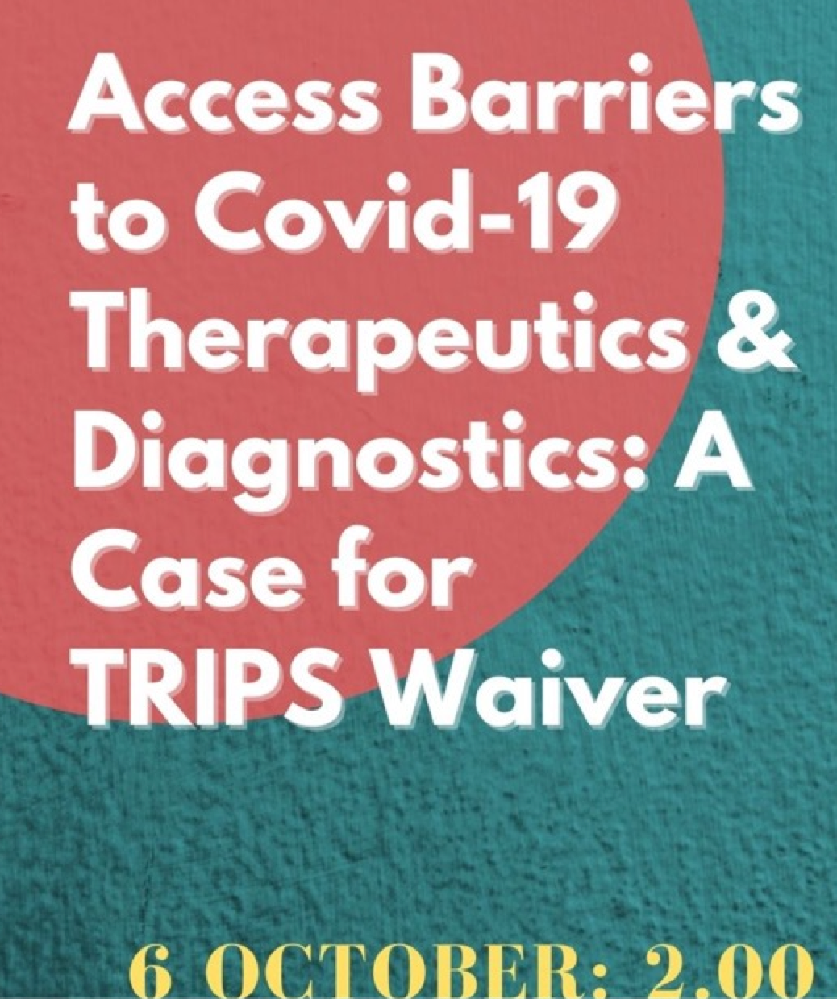 Access Barriers
to Covid-19
Therapeutics &
Diagnostics: A
Case for
TRIPS Waiver
6 OCTOBER: 2.00